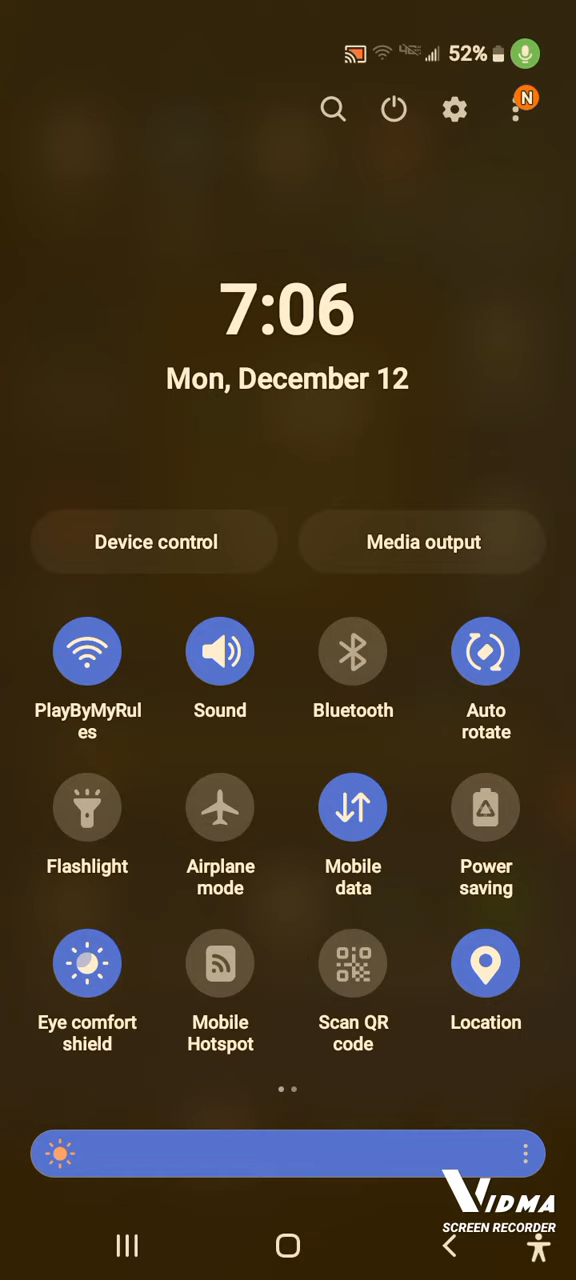 52%
N
7:06
Mon, December 12
Device control
Media output
PlayByMyRul
es
Sound
Bluetooth
Auto
rotate
Flashlight
Airplane
mode
Mobile
data
Power
saving
Eye comfort
shield
Mobile
Hotspot
Scan QR
code
Location
VIDMA
SCREEN RECORDER